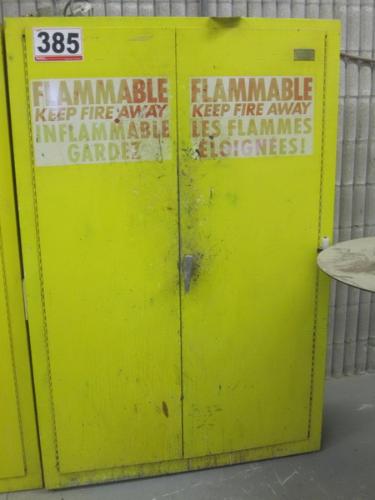 385
FLAMMABLE
KEEP FIRE AWAY
INFLAMMABLE
GARDEZ
FLAMMABLE
KEEP FIRE AWAY
LES FLAMMES
ÉLOIGNÉES!